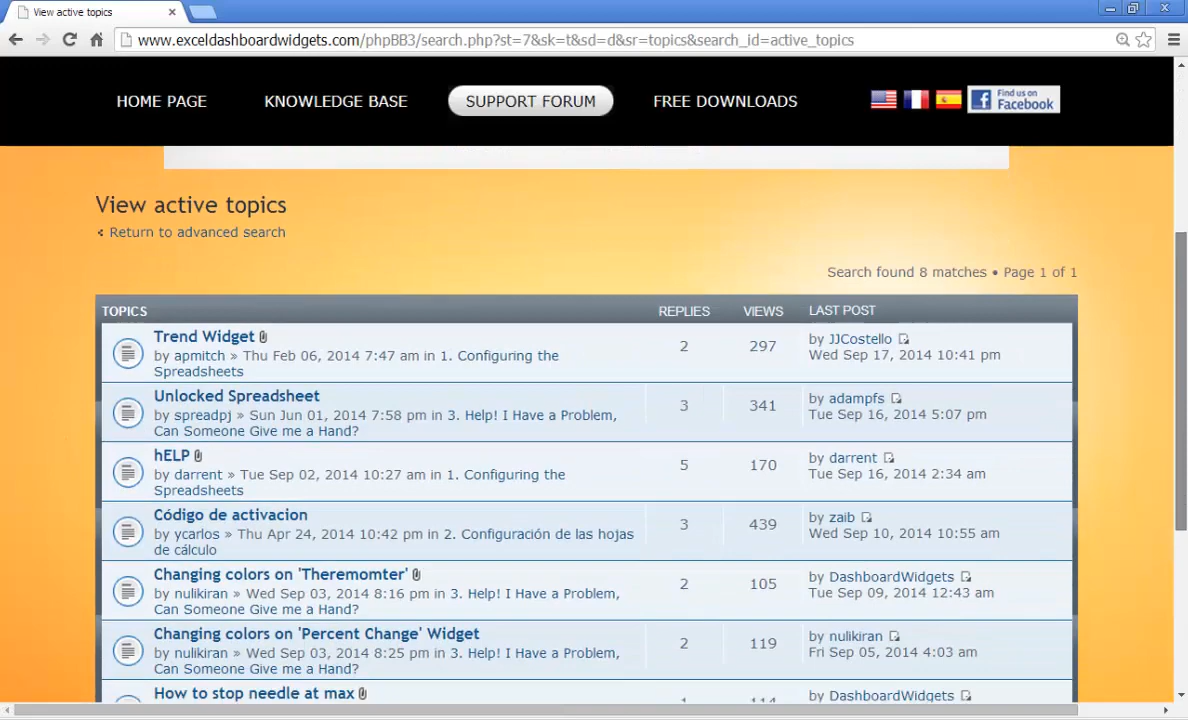 View active topics
www.exceldashboardwidgets.com/phpBB3/search.php?st=7&sk=t&sd=d&sr=topics&search_id=active_topics
HOME PAGE KNOWLEDGE BASE SUPPORT FORUM FREE DOWNLOADS Find us on Facebook
View active topics
Return to advanced search
Search found 8 matches • Page 1 of 1
TOPICS REPLIES VIEWS LAST POST
Trend Widget 2 297 by JJCostello
by apmitch » Thu Feb 06, 2014 7:47 am in 1. Configuring the Wed Sep 17, 2014 10:41 pm
Spreadsheets
Unlocked Spreadsheet 3 341 by adampfs
by spreadpj » Sun Jun 01, 2014 7:58 pm in 3. Help! I Have a Problem, Tue Sep 16, 2014 5:07 pm
Can Someone Give me a Hand?
hELP 5 170 by darrent
by darrent » Tue Sep 02, 2014 10:27 am in 1. Configuring the Tue Sep 16, 2014 2:34 am
Spreadsheets
Código de activacion 3 439 by zaib
by ycarlos » Thu Apr 24, 2014 10:42 pm in 2. Configuración de las hojas Wed Sep 10, 2014 10:55 am
de cálculo
Changing colors on 'Theremomter' 2 105 by DashboardWidgets
by nulikiran » Wed Sep 03, 2014 8:16 pm in 3. Help! I Have a Problem, Tue Sep 09, 2014 12:43 am
Can Someone Give me a Hand?
Changing colors on 'Percent Change' Widget 2 119 by nulikiran
by nulikiran » Wed Sep 03, 2014 8:25 pm in 3. Help! I Have a Problem, Fri Sep 05, 2014 4:03 am
Can Someone Give me a Hand?
How to stop needle at max by DashboardWidgets